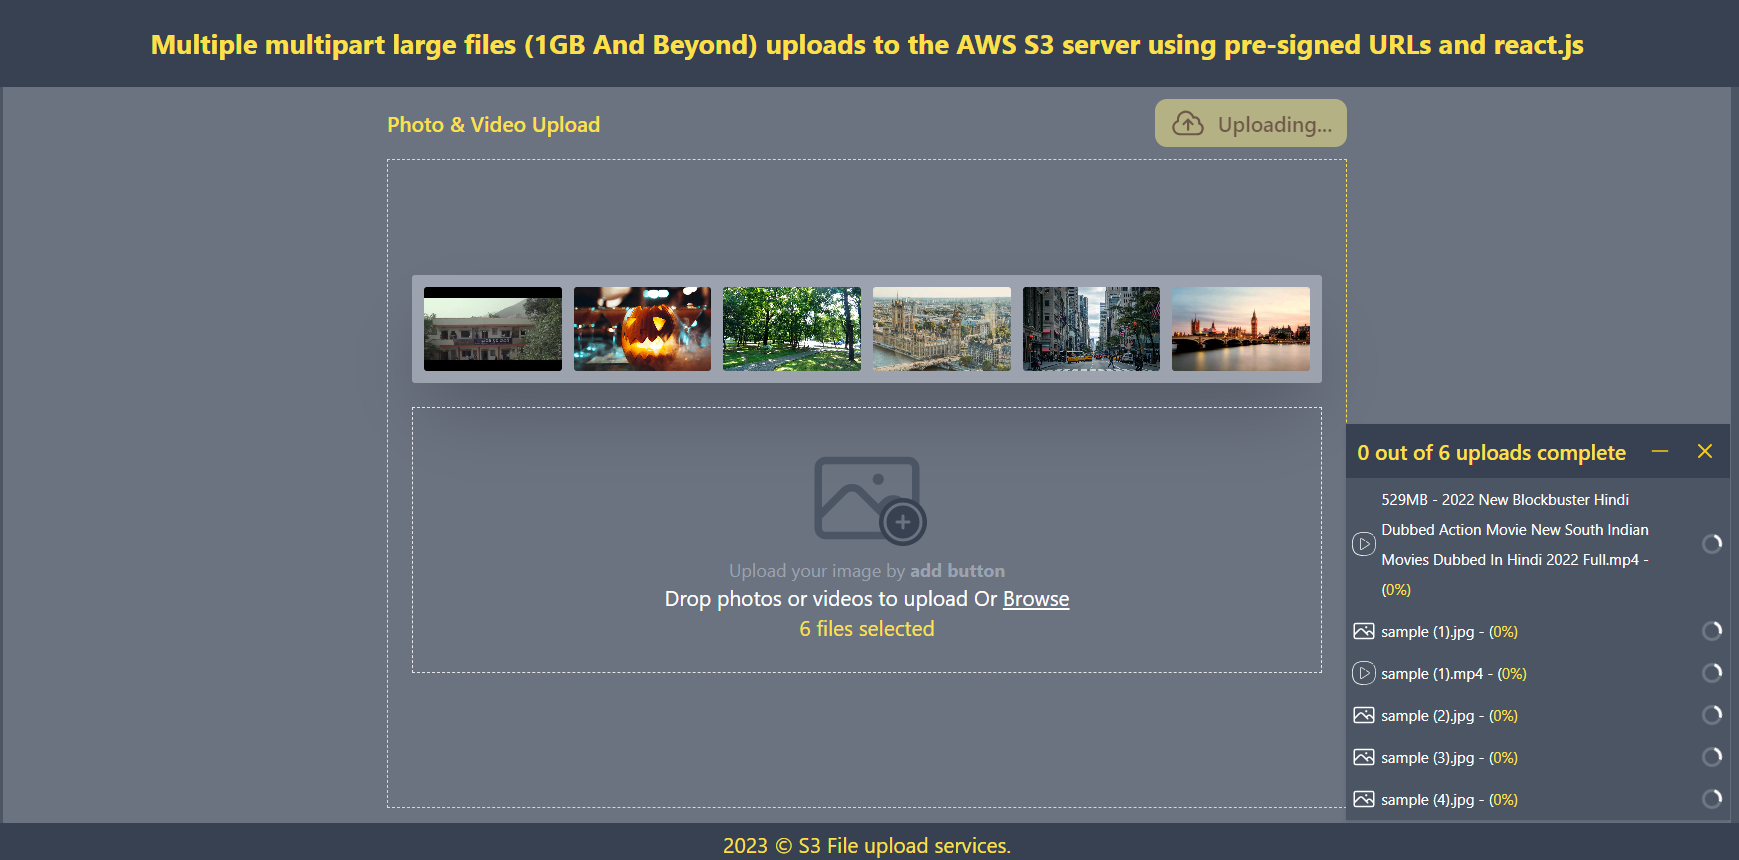 Multiple multipart large files (1GB And Beyond) uploads to the AWS S3 server using pre-signed URLs and react.js
Photo & Video Upload
Uploading...
Upload your image by add button
Drop photos or videos to upload Or Browse
6 files selected
0 out of 6 uploads complete
529MB - 2022 New Blockbuster Hindi
Dubbed Action Movie New South Indian
Movies Dubbed In Hindi 2022 Full.mp4 -
(0%)
sample (1).jpg - (0%)
sample (1).mp4 - (0%)
sample (2).jpg - (0%)
sample (3).jpg - (0%)
sample (4).jpg - (0%)
2023 © S3 File upload services.